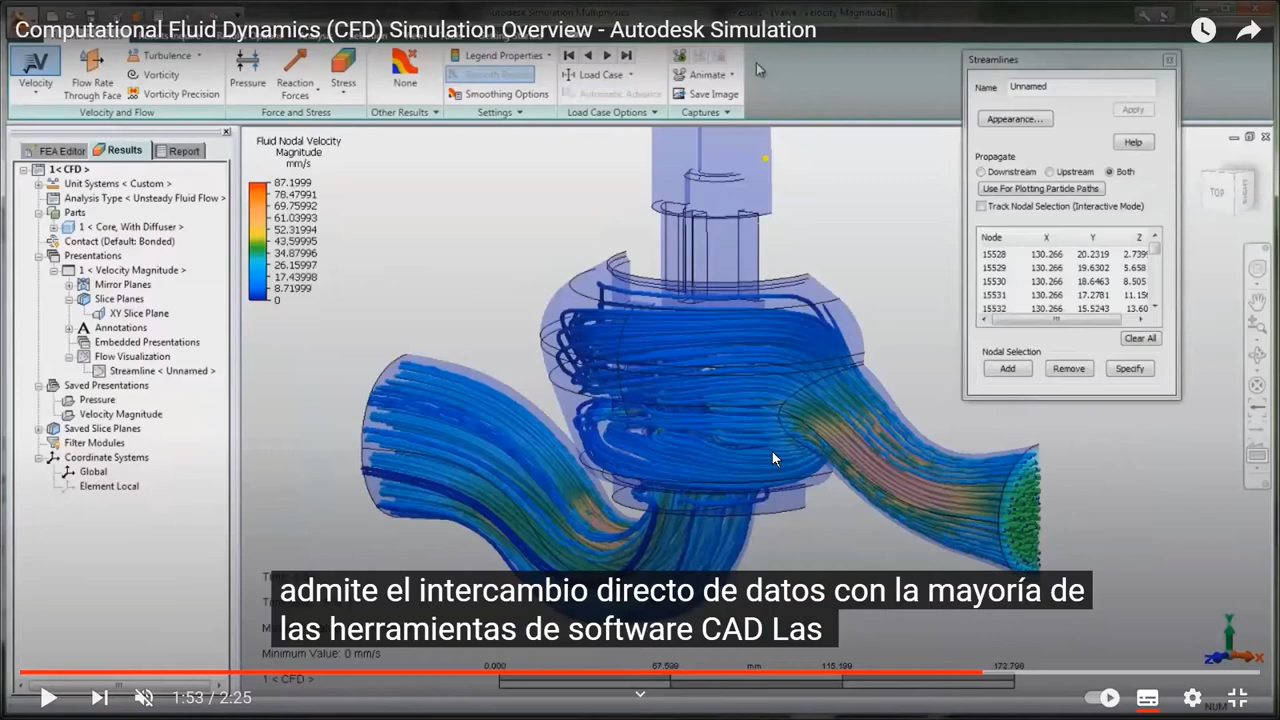 Computational Fluid Dynamics (CFD) Simulation Overview - Autodesk Simulation
Velocity
Flow Rate
Through Face
Turbulence
Vorticity
Vorticity Precision
Velocity and Flow
Pressure
Reaction
Forces
Stress
Force and Stress
None
Other Results
Legend Properties
Smooth Results
Smoothing Options
Settings
Load Case
Automatic Advance
Load Case Options
Animate
Save Image
Captures
FEA Editor
Results
Report
1 < CFD >
Unit Systems < Custom >
Analysis Type < Unsteady Fluid Flow >
Parts
1 < Core, With Diffuser >
Contact (Default: Bonded)
Presentations
1 < Velocity Magnitude >
Mirror Planes
Slice Planes
XY Slice Plane
Annotations
Embedded Presentations
Flow Visualization
Streamline < Unnamed >
Saved Presentations
Pressure
Velocity Magnitude
Saved Slice Planes
Filter Modules
Coordinate Systems
Global
Element Local
Fluid Nodal Velocity
Magnitude
mm/s
87.1999
78.47991
69.75992
61.03993
52.31994
43.59995
34.87996
26.15997
17.43998
8.71999
0
Streamlines
Name Unnamed
Apply
Appearance...
Help
Propagate
Downstream Upstream Both
Use For Plotting Particle Paths
Track Nodal Selection (Interactive Mode)
Node X Y Z
15528 130.266 20.2319 2.739
15529 130.266 19.6302 5.658
15530 130.266 18.6463 8.505
15531 130.266 17.2781 11.15
15532 130.266 15.5243 13.60
Clear All
Nodal Selection
Add Remove Specify
TOP
admite el intercambio directo de datos con la mayoría de
las herramientas de software CAD Las
Minimum Value: 0 mm/s
1 < CFD >
0.000 57.599 mm 115.199 172.798
1:53 / 2:25
NUM